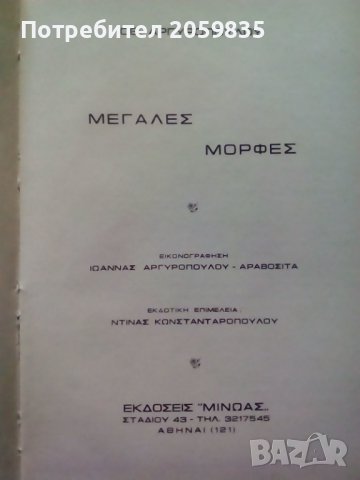 Потребител 2059835
ΜΕΓΑΛΕΣ
ΜΟΡΦΕΣ
ΕΙΚΟΝΟΓΡΑΦΗΣΗ
ΙΩΑΝΝΑΣ ΑΡΓΥΡΟΠΟΥΛΟΥ - ΑΡΑΒΟΣΙΤΑ
ΕΚΔΟΤΙΚΗ ΕΠΙΜΕΛΕΙΑ:
ΝΤΙΝΑΣ ΚΩΝΣΤΑΝΤΑΡΟΠΟΥΛΟΥ
ΕΚΔΟΣΕΙΣ "ΜΙΝΩΑΣ„
ΣΤΑΔΙΟΥ 43 - ΤΗΛ. 3217545
ΑΘΗΝΑΙ (121)
BAZAR